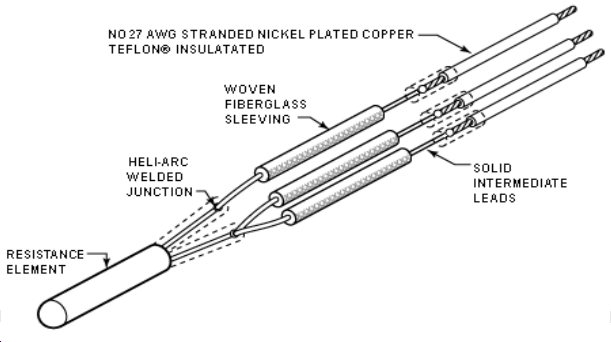 NO 27 AWG STRANDED NICKEL PLATED COPPER
TEFLON® INSULATATED
WOVEN
FIBERGLASS
SLEEVING
HELI-ARC
WELDED
JUNCTION
SOLID
INTERMEDIATE
LEADS
RESISTANCE
ELEMENT